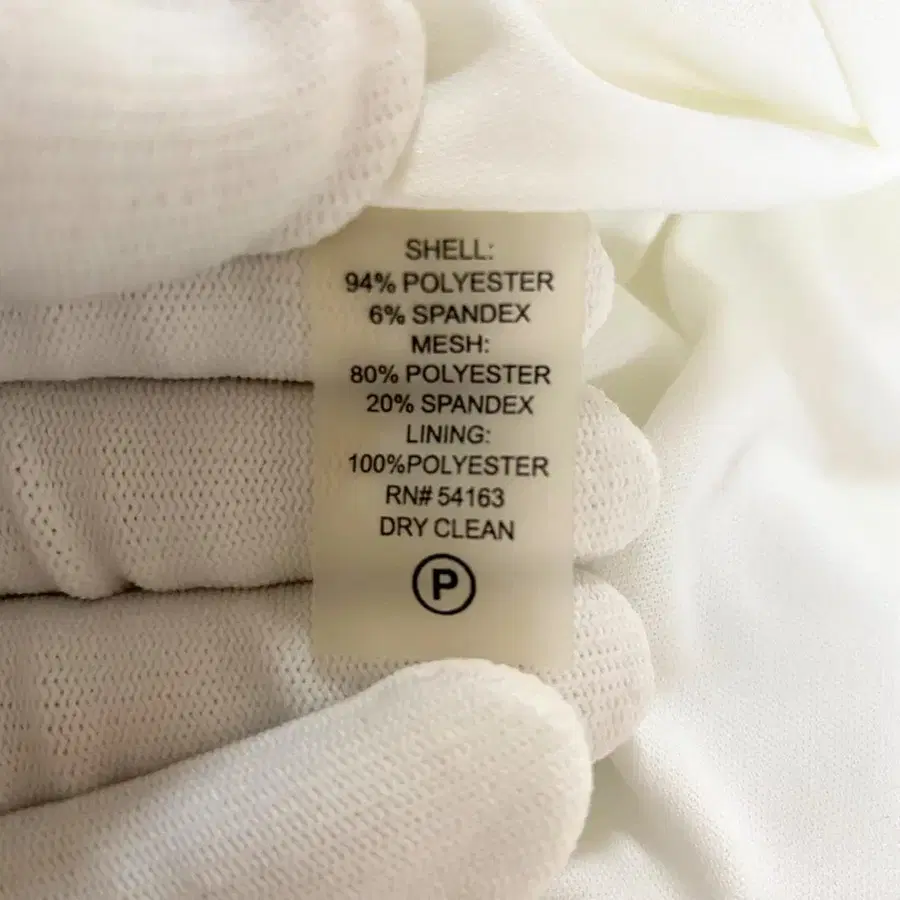 SHELL:
94% POLYESTER
6% SPANDEX
MESH:
80% POLYESTER
20% SPANDEX
LINING:
100%POLYESTER
RN# 54163
DRY CLEAN
P